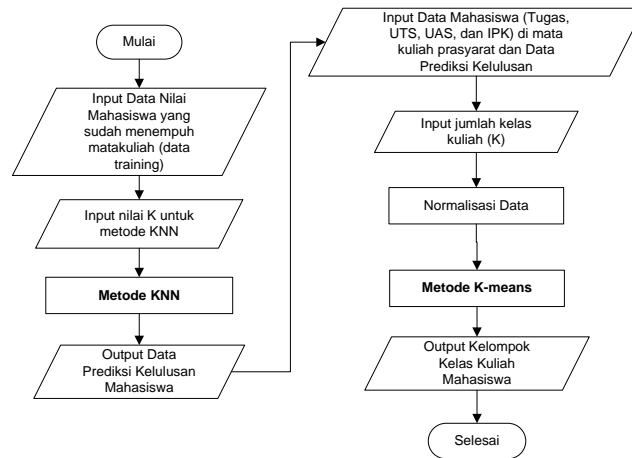 Mulai
Input Data Nilai
Mahasiswa yang
sudah menempuh
matakuliah (data
training)
Input nilai K untuk
metode KNN
Metode KNN
Output Data
Prediksi Kelulusan
Mahasiswa
Input Data Mahasiswa (Tugas,
UTS, UAS, dan IPK) di mata
kuliah prasyarat dan Data
Prediksi Kelulusan
Input jumlah kelas
kuliah (K)
Normalisasi Data
Metode K-means
Output Kelompok
Kelas Kuliah
Mahasiswa
Selesai